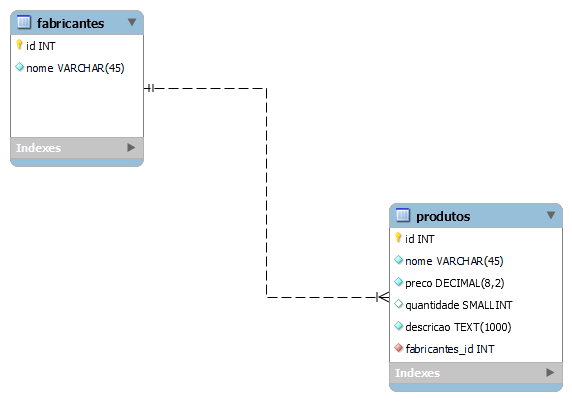 fabricantes
id INT
nome VARCHAR(45)
Indexes
produtos
id INT
nome VARCHAR(45)
preco DECIMAL(8,2)
quantidade SMALLINT
descricao TEXT(1000)
fabricantes_id INT
Indexes